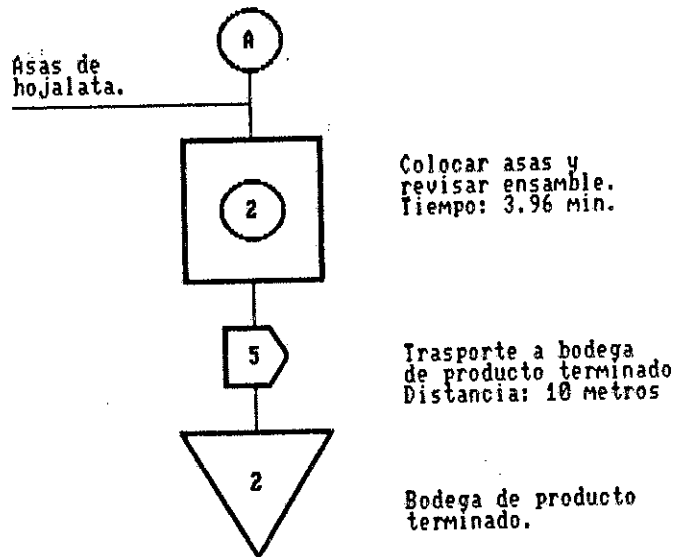 A
Asas de
hojalata.
2
Colocar asas y
revisar ensamble.
Tiempo: 3.96 min.
5
Trasporte a bodega
de producto terminado
Distancia: 10 metros
2
Bodega de producto
terminado.